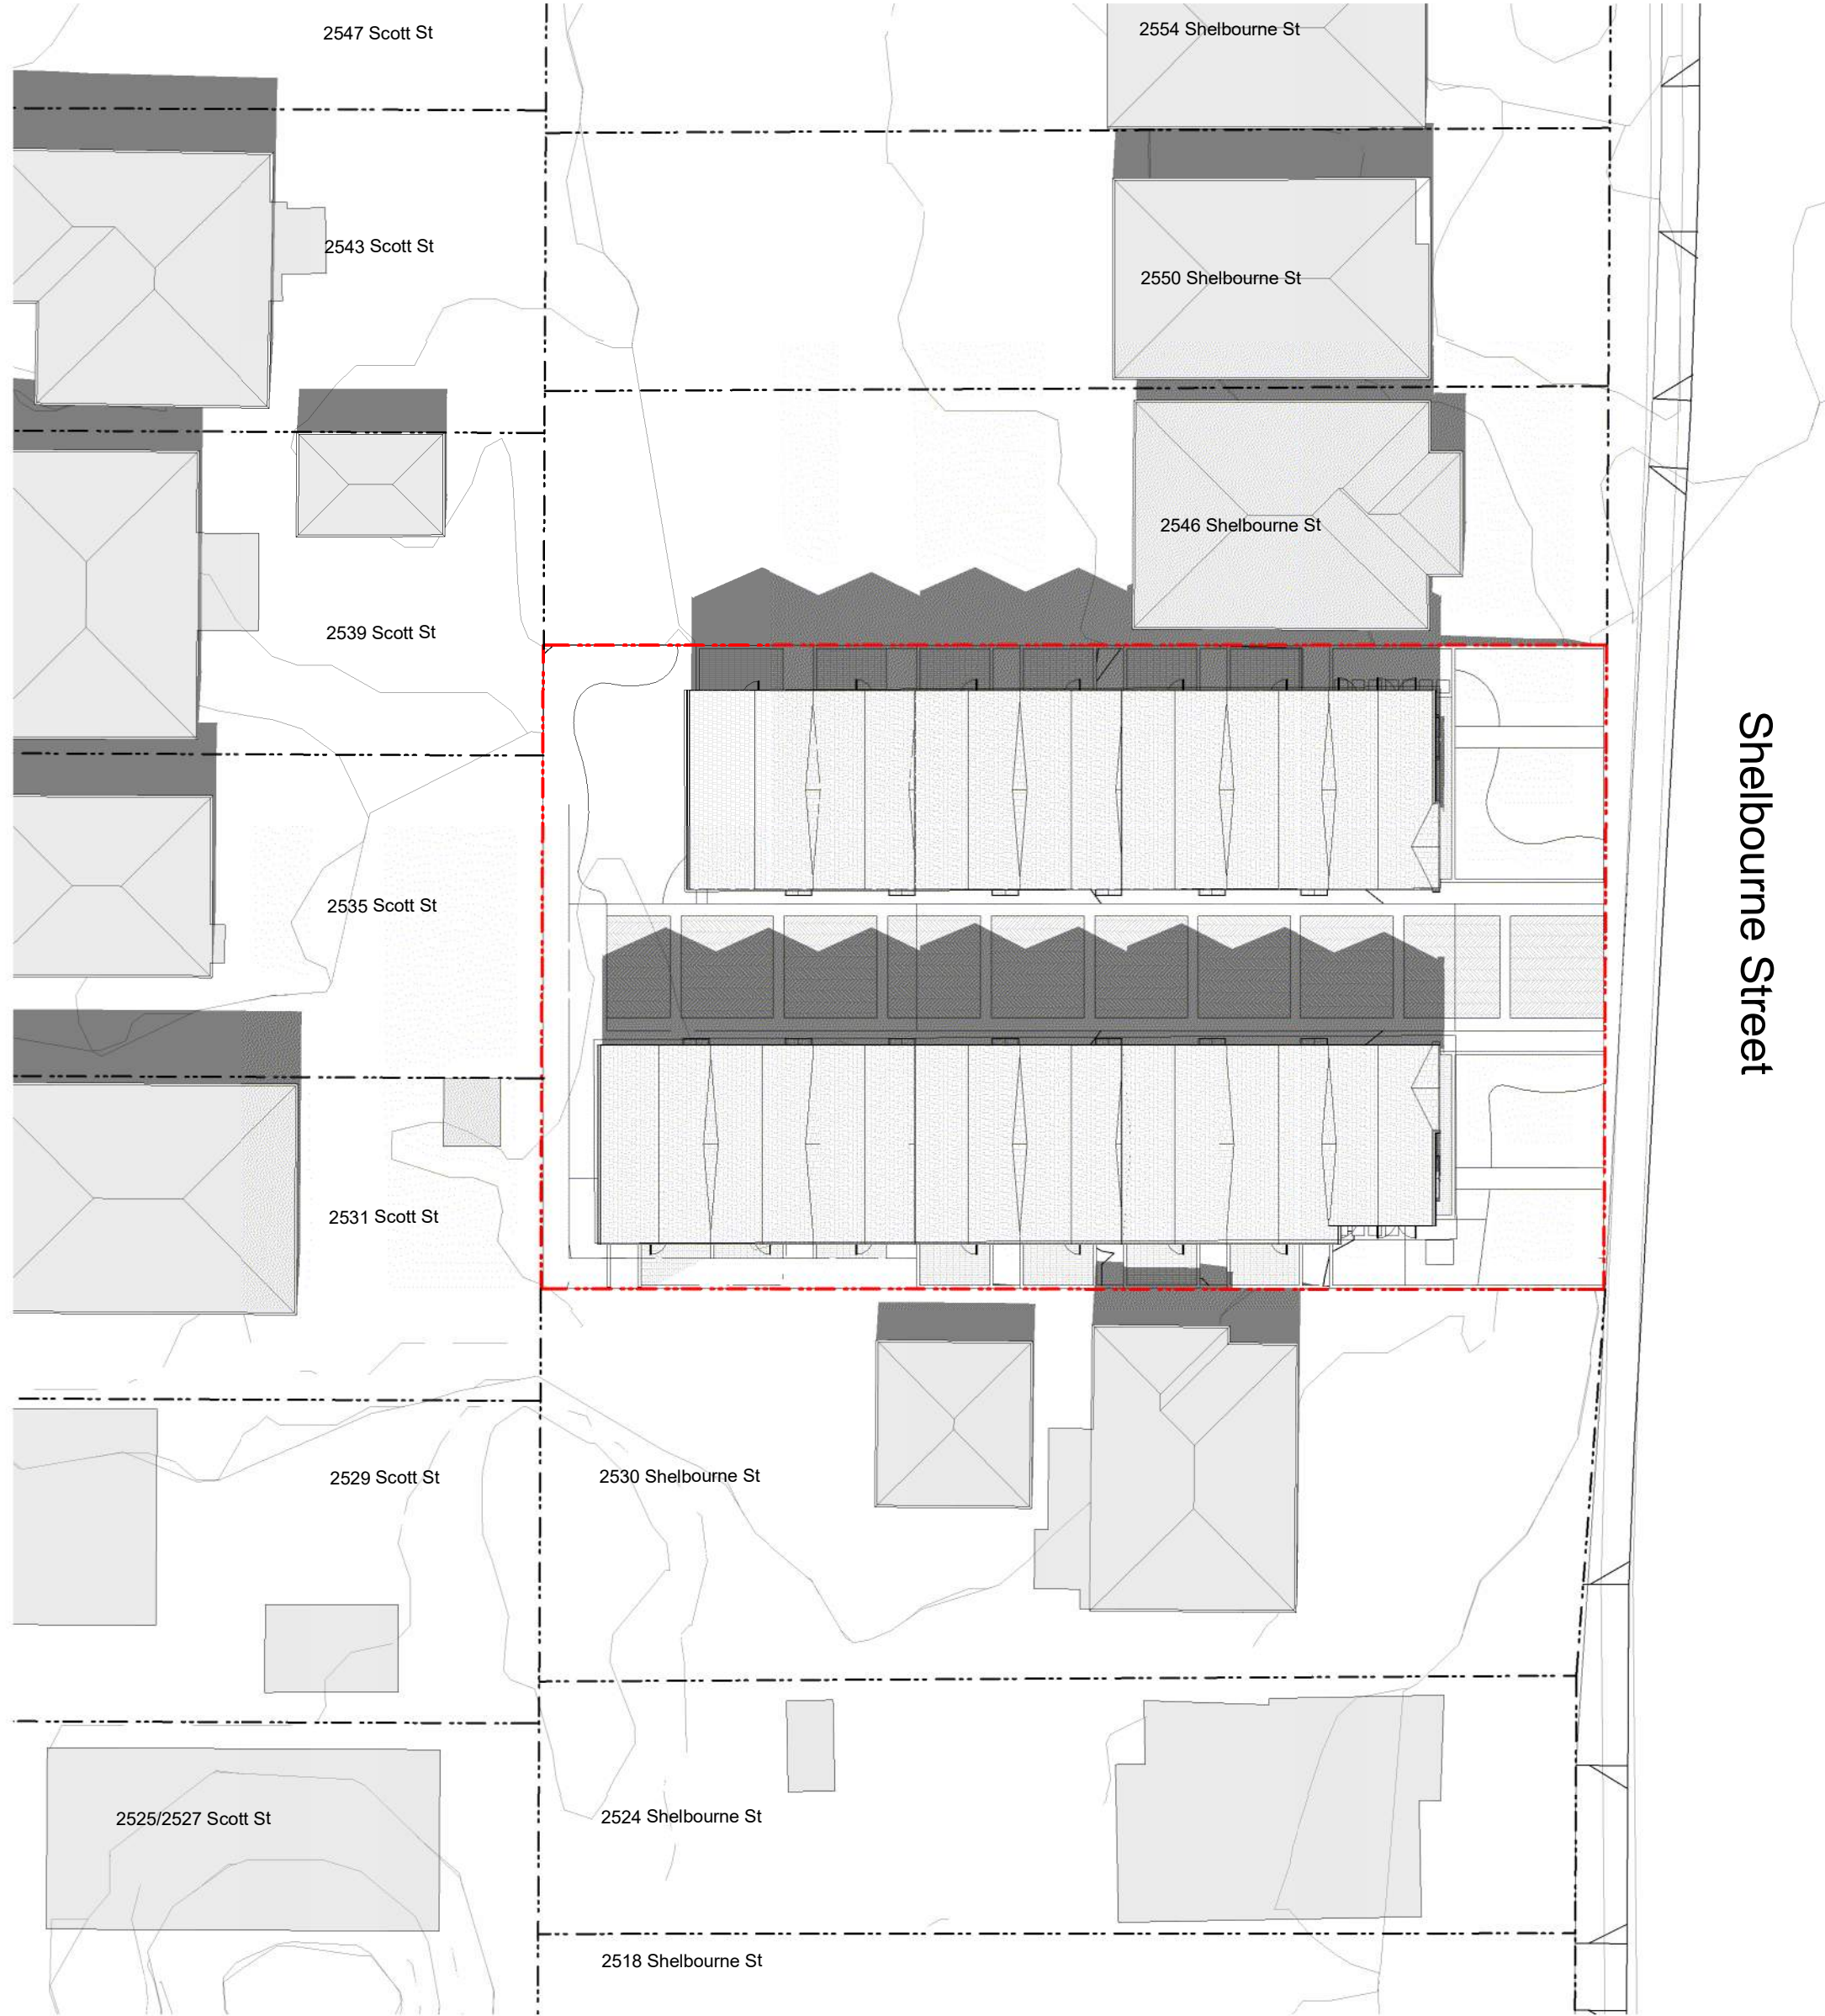 2547 Scott St
2554 Shelbourne St
2543 Scott St
2550 Shelbourne St
2546 Shelbourne St
2539 Scott St
Shelbourne Street
2535 Scott St
2531 Scott St
2529 Scott St
2530 Shelbourne St
2525/2527 Scott St
2524 Shelbourne St
2518 Shelbourne St